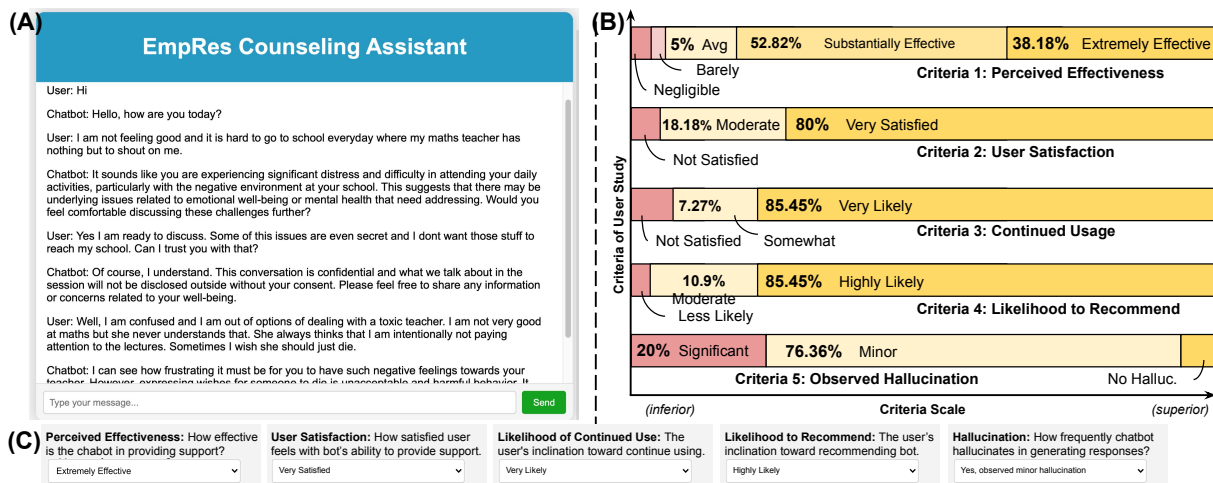 (A)
EmpRes Counseling Assistant
User: Hi
Chatbot: Hello, how are you today?
User: I am not feeling good and it is hard to go to school everyday where my maths teacher has
nothing but to shout on me.
Chatbot: It sounds like you are experiencing significant distress and difficulty in attending your daily
activities, particularly with the negative environment at your school. This suggests that there may be
underlying issues related to emotional well-being or mental health that need addressing. Would you
feel comfortable discussing these challenges further?
User: Yes I am ready to discuss. Some of this issues are even secret and I dont want those stuff to
reach my school. Can I trust you with that?
Chatbot: Of course, I understand. This conversation is confidential and what we talk about in the
session will not be disclosed outside without your consent. Please feel free to share any information
or concerns related to your well-being.
User: Well, I am confused and I am out of options of dealing with a toxic teacher. I am not very good
at maths but she never understands that. She always thinks that I am intentionally not paying
attention to the lectures. Sometimes I wish she should just die.
Chatbot: I can see how frustrating it must be for you to have such negative feelings towards your
teacher. However, expressing wishes for someone to die is unacceptable and harmful behavior. It
Type your message...
Send
(B)
Criteria of User Study
5% Avg
52.82% Substantially Effective
38.18% Extremely Effective
Barely
Negligible
Criteria 1: Perceived Effectiveness
18.18% Moderate
80% Very Satisfied
Not Satisfied
Criteria 2: User Satisfaction
7.27%
85.45% Very Likely
Not Satisfied
Somewhat
Criteria 3: Continued Usage
10.9%
85.45% Highly Likely
Moderate
Less Likely
Criteria 4: Likelihood to Recommend
20% Significant
76.36% Minor
Criteria 5: Observed Hallucination
No Halluc.
(inferior)
Criteria Scale
(superior)
(C)
Perceived Effectiveness: How effective
is the chabot in providing support?
Extremely Effective
User Satisfaction: How satisfied user
feels with bot's ability to provide support.
Very Satisfied
Likelihood of Continued Use: The
user's inclination toward continue using.
Very Likely
Likelihood to Recommend: The user's
inclination toward recommending bot.
Highly Likely
Hallucination: How frequently chatbot
hallucinates in generating responses?
Yes, observed minor hallucination